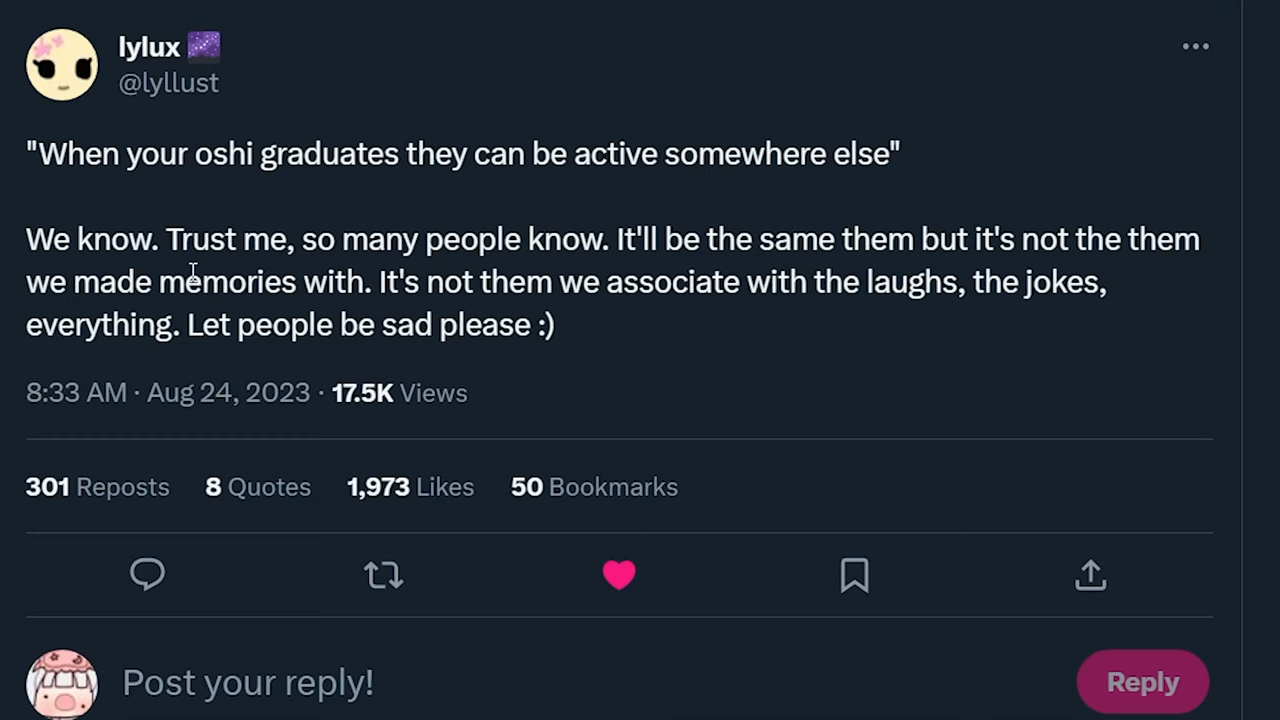 lylux
@lyllust
"When your oshi graduates they can be active somewhere else"
We know. Trust me, so many people know. It'll be the same them but it's not the them
we made memories with. It's not them we associate with the laughs, the jokes,
everything. Let people be sad please :)
8:33 AM · Aug 24, 2023 · 17.5K Views
301 Reposts 8 Quotes 1,973 Likes 50 Bookmarks
Post your reply!
Reply